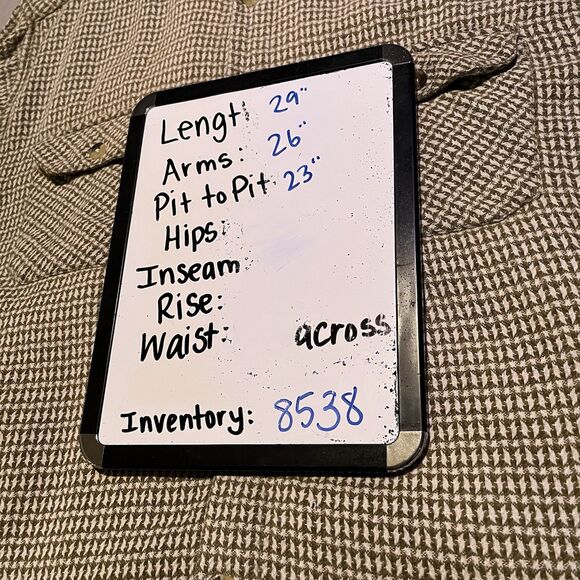 Lengt: 29"
Arms: 26"
Pit to Pit: 23"
Hips:
Inseam
Rise:
Waist: across
Inventory: 8538